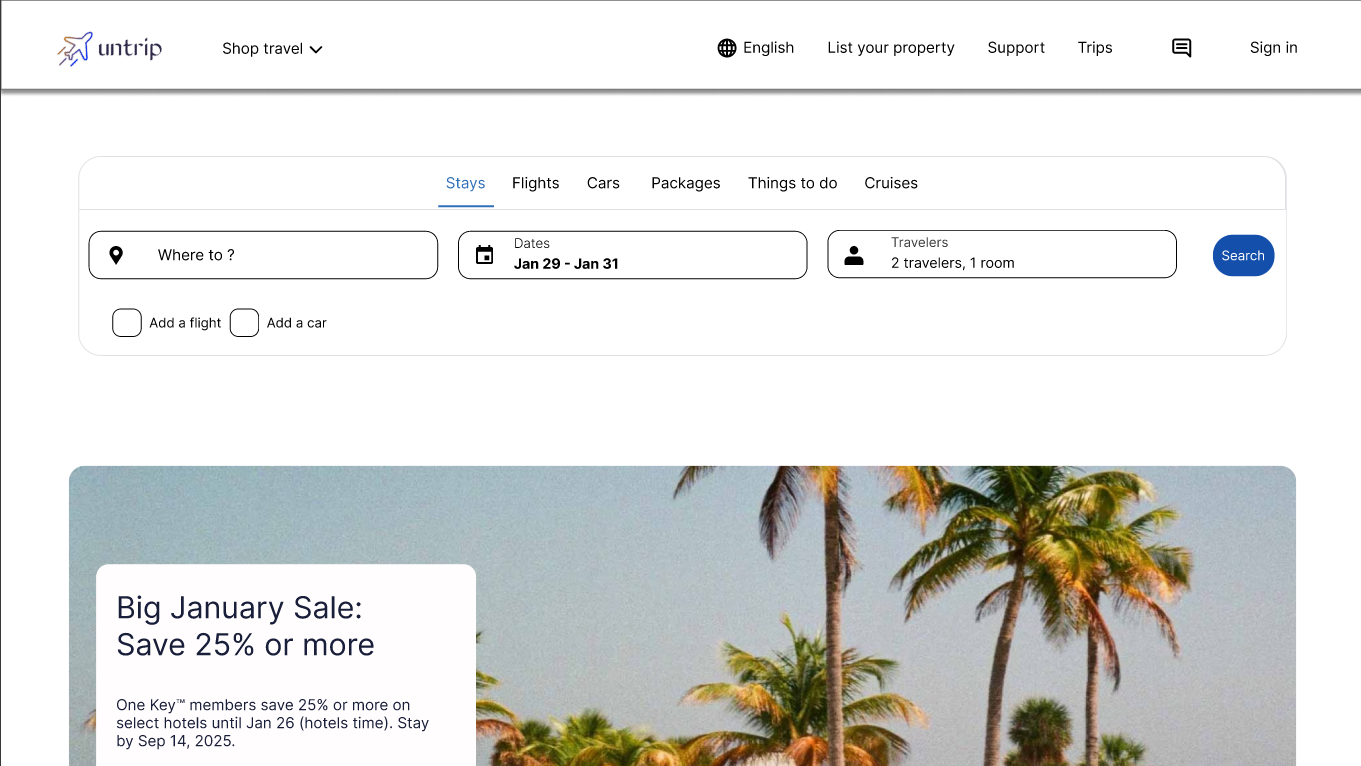 untrip
Shop travel
English
List your property
Support
Trips
Sign in
Stays
Flights
Cars
Packages
Things to do
Cruises
Where to ?
Dates
Jan 29 - Jan 31
Travelers
2 travelers, 1 room
Search
Add a flight
Add a car
Big January Sale:
Save 25% or more
One Key™ members save 25% or more on
select hotels until Jan 26 (hotels time). Stay
by Sep 14, 2025.